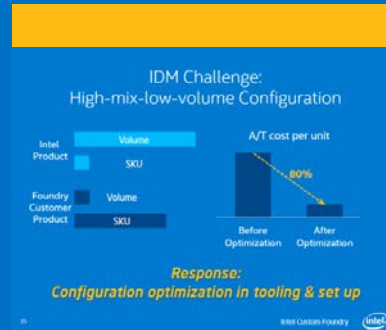 IDM Challenge:
High-mix-low-volume Configuration
Intel
Product
Volume
SKU
Foundry
Customer
Product
Volume
SKU
A/T cost per unit
80%
Before
Optimization
After
Optimization
Response:
Configuration optimization in tooling & set up
Intel Custom Foundry
intel